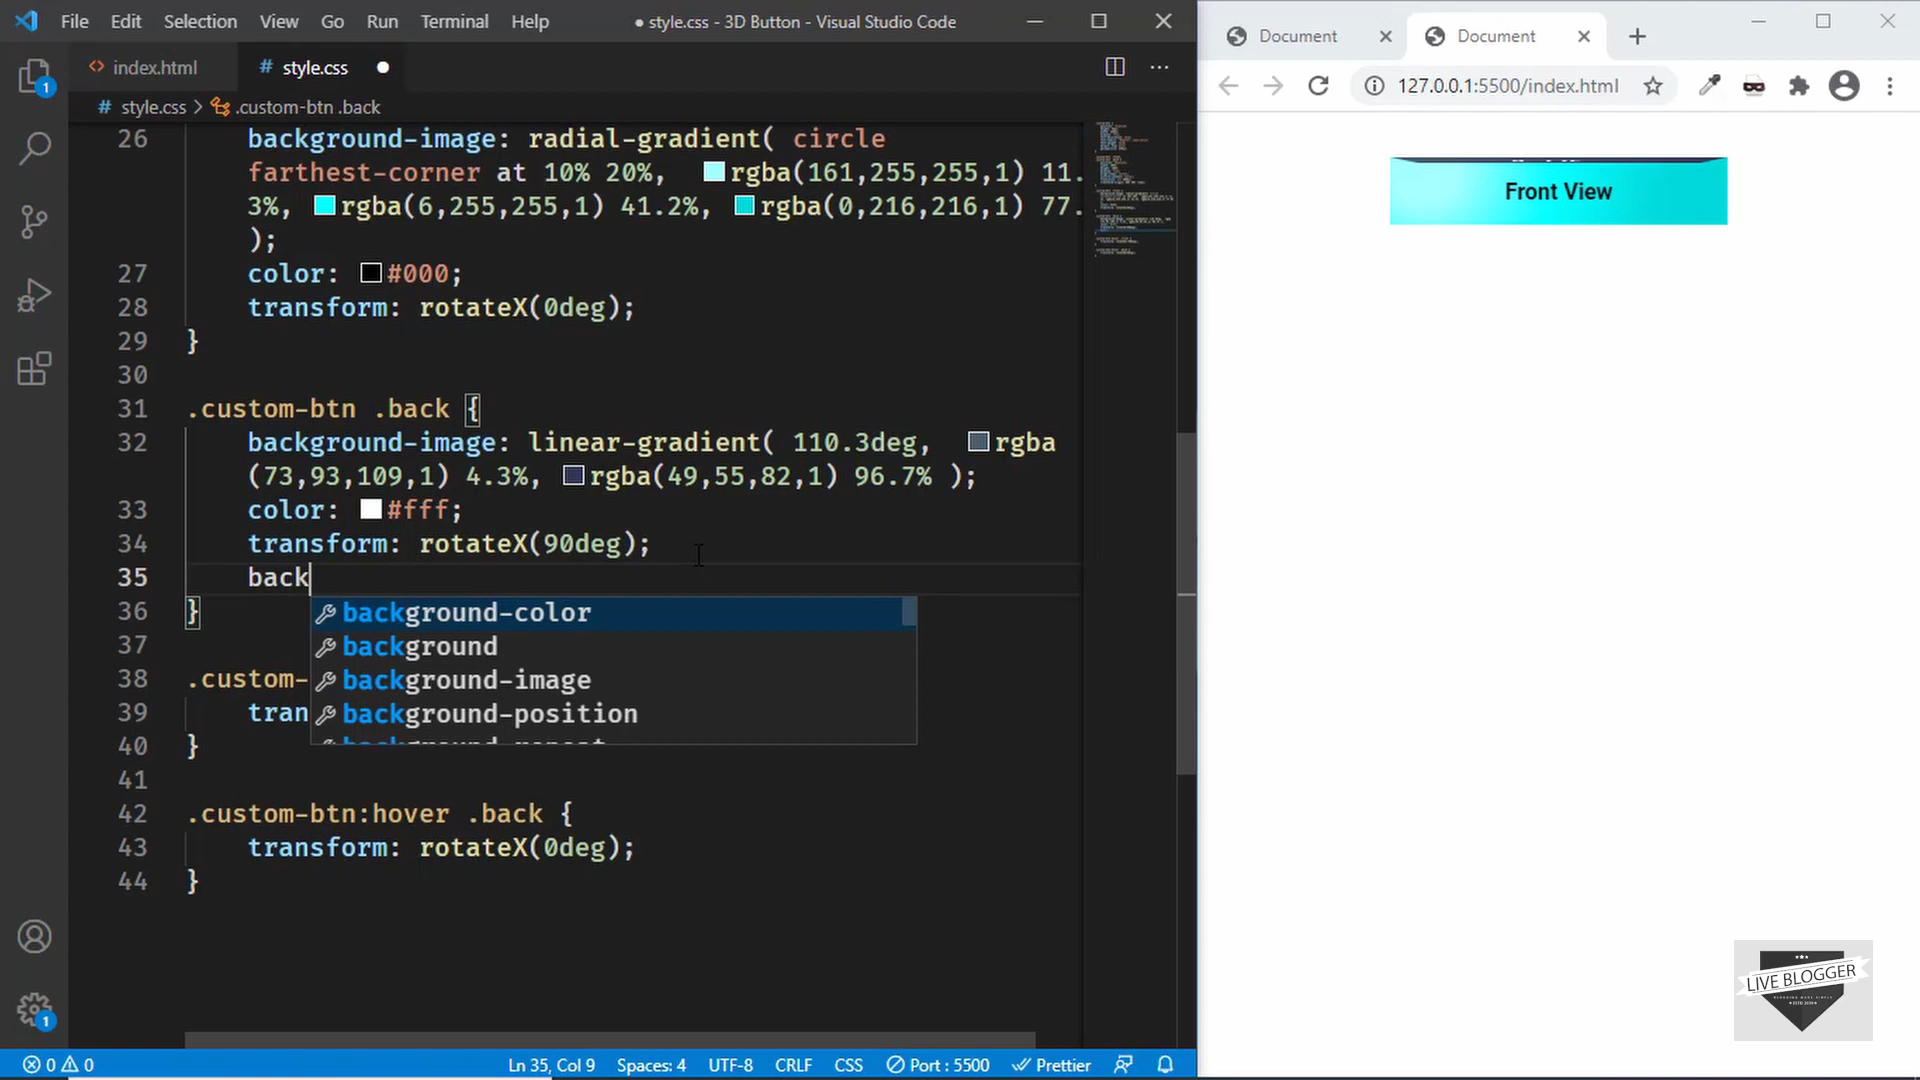 File Edit Selection View Go Run Terminal Help ● style.css - 3D Button - Visual Studio Code
index.html # style.css
# style.css > .custom-btn .back
26 background-image: radial-gradient( circle
farthest-corner at 10% 20%, rgba(161,255,255,1) 11.
3%, rgba(6,255,255,1) 41.2%, rgba(0,216,216,1) 77.
);
27 color: #000;
28 transform: rotateX(0deg);
29 }
30
31 .custom-btn .back {
32 background-image: linear-gradient( 110.3deg, rgba
(73,93,109,1) 4.3%, rgba(49,55,82,1) 96.7% );
33 color: #fff;
34 transform: rotateX(90deg);
35 back
background-color
36 }
background
37
background-image
38 .custom-
background-position
39 tran
40 }
41
42 .custom-btn:hover .back {
43 transform: rotateX(0deg);
44 }
1
1
0 0 Ln 35, Col 9 Spaces: 4 UTF-8 CRLF CSS Port : 5500 Prettier
Document Document
127.0.0.1:5500/index.html
Front View
LIVE BLOGGER